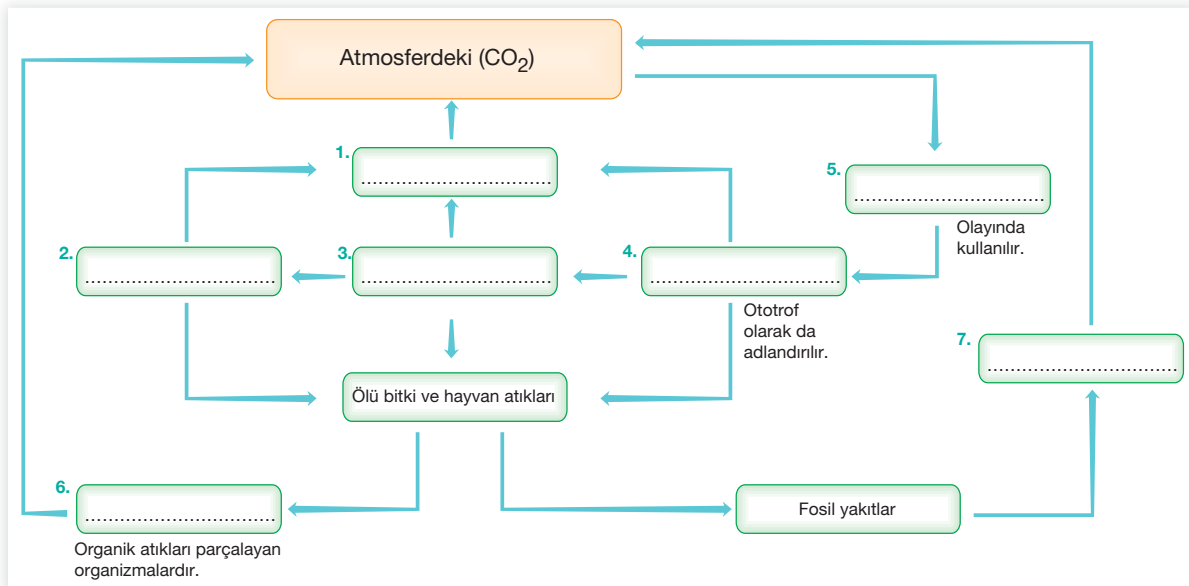 Atmosferdeki (CO₂)
1.
..............................
5.
..............................
Olayında
kullanılır.
2.
..............................
3.
..............................
4.
..............................
Ototrof
olarak da
adlandırılır.
7.
..............................
Ölü bitki ve hayvan atıkları
6.
..............................
Organik atıkları parçalayan
organizmalardır.
Fosil yakıtlar